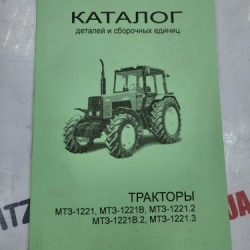 КАТАЛОГ
деталей и сборочных единиц
ТРАКТОРЫ
МТЗ-1221, МТЗ-1221В, МТЗ-1221.2
МТЗ-1221В.2, МТЗ-1221.3